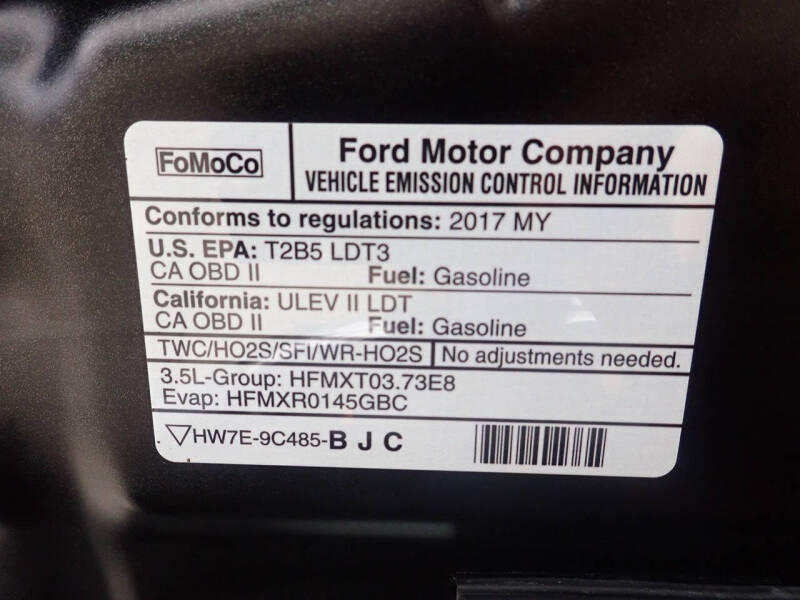 FoMoCo
Ford Motor Company
VEHICLE EMISSION CONTROL INFORMATION
Conforms to regulations: 2017 MY
U.S. EPA: T2B5 LDT3
CA OBD II Fuel: Gasoline
California: ULEV II LDT
CA OBD II Fuel: Gasoline
TWC/HO2S/SFI/WR-HO2S No adjustments needed.
3.5L-Group: HFMXT03.73E8
Evap: HFMXR0145GBC
HW7E-9C485-B J C